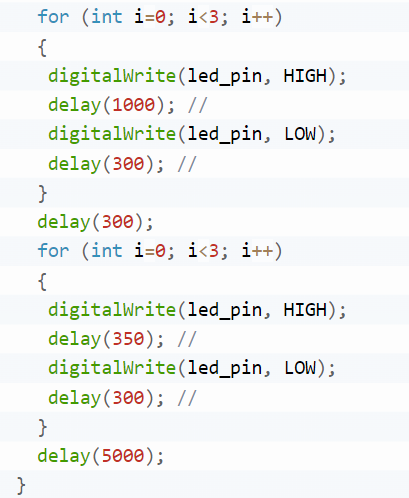 for (int i=0; i<3; i++)
{
digitalWrite(led_pin, HIGH);
delay(1000); //
digitalWrite(led_pin, LOW);
delay(300); //
}
delay(300);
for (int i=0; i<3; i++)
{
digitalWrite(led_pin, HIGH);
delay(350); //
digitalWrite(led_pin, LOW);
delay(300); //
}
delay(5000);
}